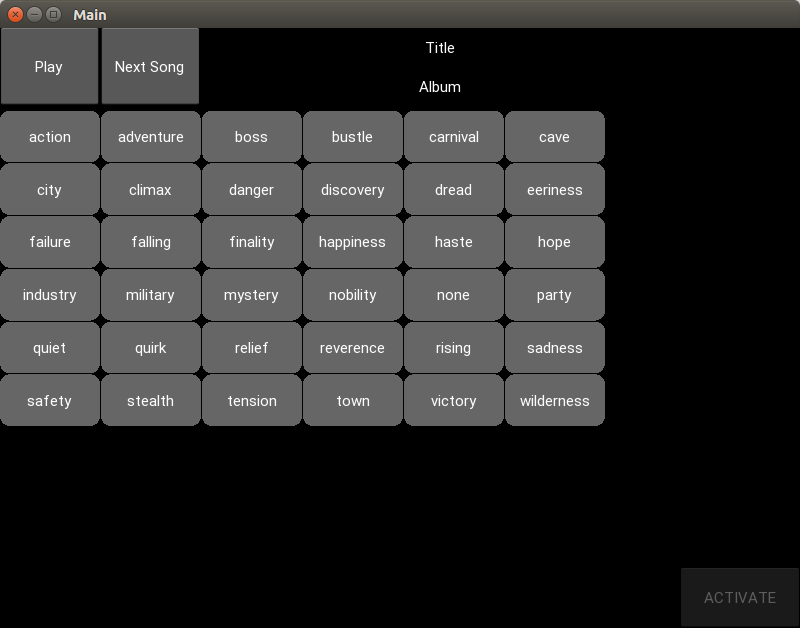 Main
Play Next Song Title
Album
action adventure boss bustle carnival cave
city climax danger discovery dread eeriness
failure falling finality happiness haste hope
industry military mystery nobility none party
quiet quirk relief reverence rising sadness
safety stealth tension town victory wilderness
ACTIVATE